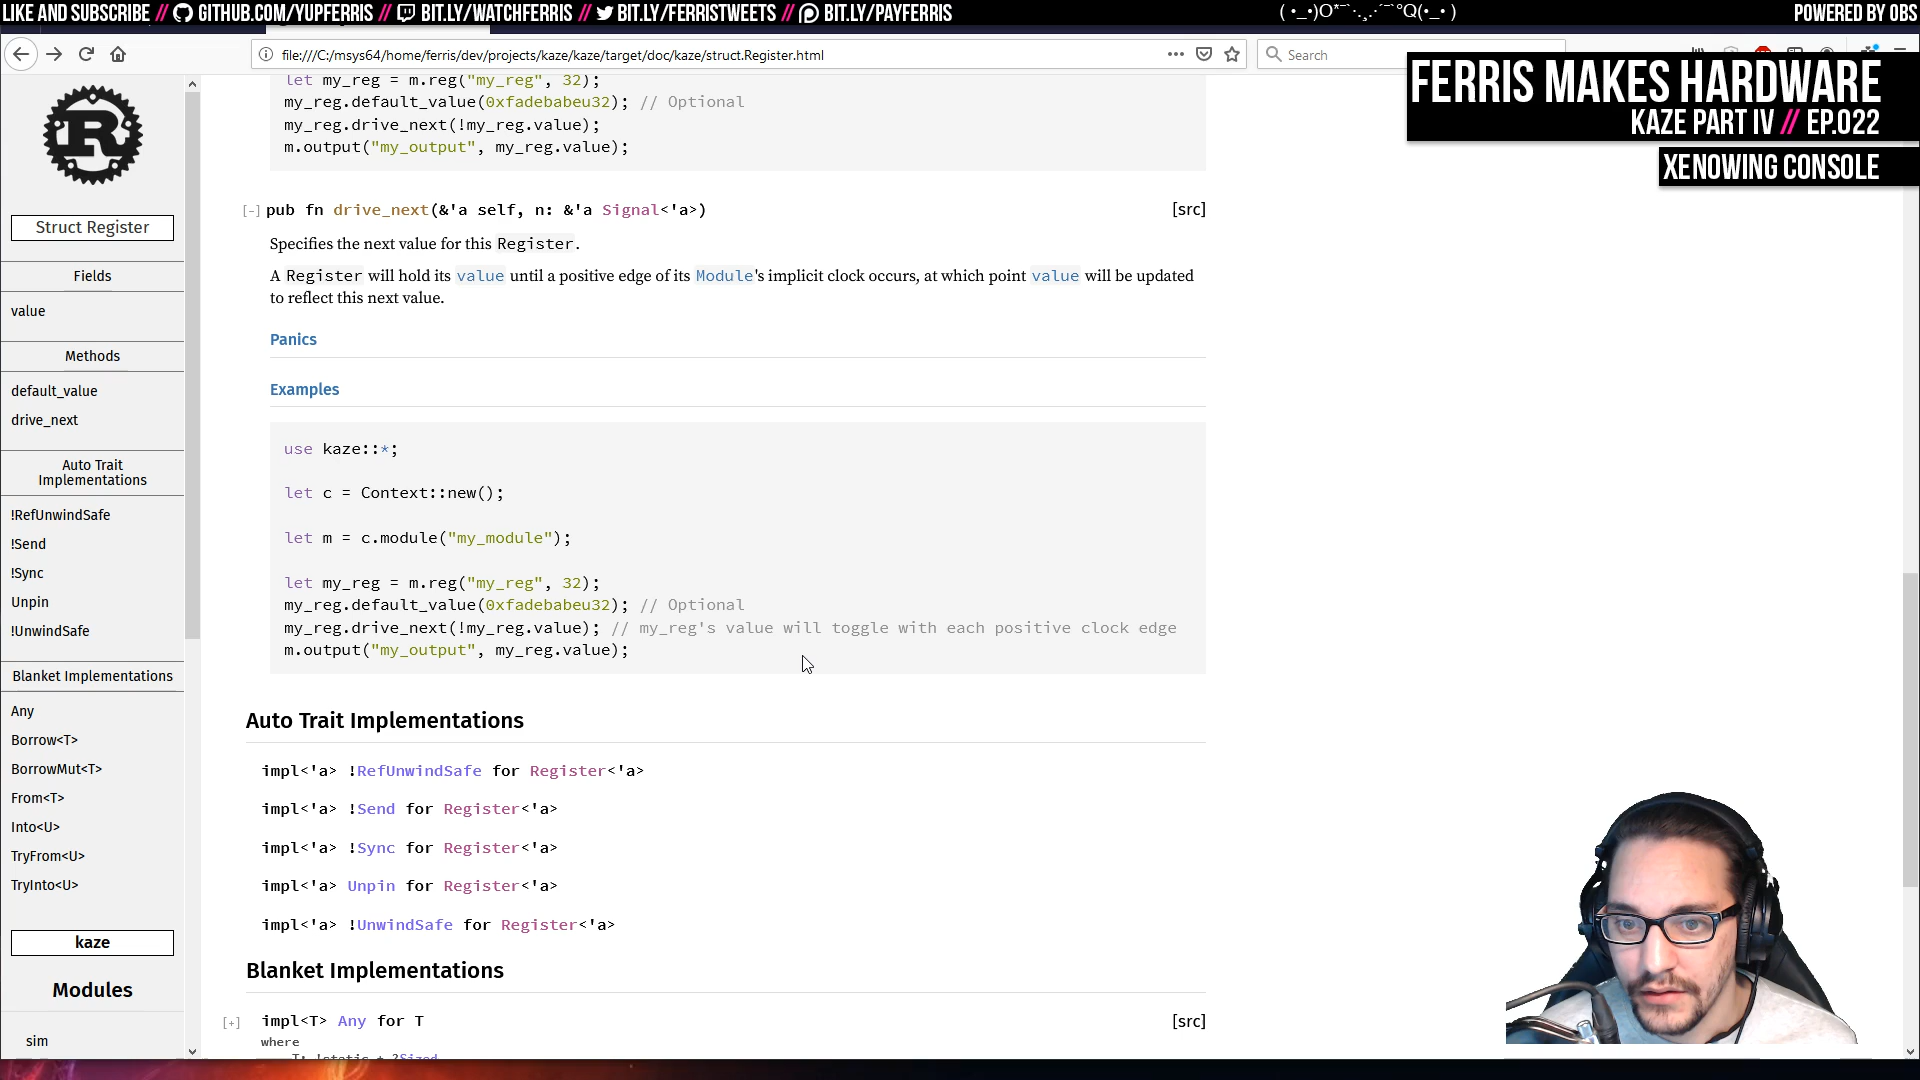 LIKE AND SUBSCRIBE // GITHUB.COM/YUPFERRIS // BIT.LY/WATCHFERRIS // BIT.LY/FERRISTWEETS // BIT.LY/PAYFERRIS
POWERED BY OBS
file:///C:/msys64/home/ferris/dev/projects/kaze/kaze/target/doc/kaze/struct.Register.html
Search
FERRIS MAKES HARDWARE
KAZE PART IV // EP.022
XENOWING CONSOLE
Struct Register
Fields
value
Methods
default_value
drive_next
Auto Trait
Implementations
!RefUnwindSafe
!Send
!Sync
Unpin
!UnwindSafe
Blanket Implementations
Any
Borrow<T>
BorrowMut<T>
From<T>
Into<U>
TryFrom<U>
TryInto<U>
kaze
Modules
sim
let my_reg = m.reg("my_reg", 32);
my_reg.default_value(0xfadebabeu32); // Optional
my_reg.drive_next(!my_reg.value);
m.output("my_output", my_reg.value);
[-] pub fn drive_next(&'a self, n: &'a Signal<'a>) [src]
Specifies the next value for this Register.
A Register will hold its value until a positive edge of its Module's implicit clock occurs, at which point value will be updated
to reflect this next value.
Panics
Examples
use kaze::*;
let c = Context::new();
let m = c.module("my_module");
let my_reg = m.reg("my_reg", 32);
my_reg.default_value(0xfadebabeu32); // Optional
my_reg.drive_next(!my_reg.value); // my_reg's value will toggle with each positive clock edge
m.output("my_output", my_reg.value);
Auto Trait Implementations
impl<'a> !RefUnwindSafe for Register<'a>
impl<'a> !Send for Register<'a>
impl<'a> !Sync for Register<'a>
impl<'a> Unpin for Register<'a>
impl<'a> !UnwindSafe for Register<'a>
Blanket Implementations
[+] impl<T> Any for T [src]
where
T: 'static + ?Sized